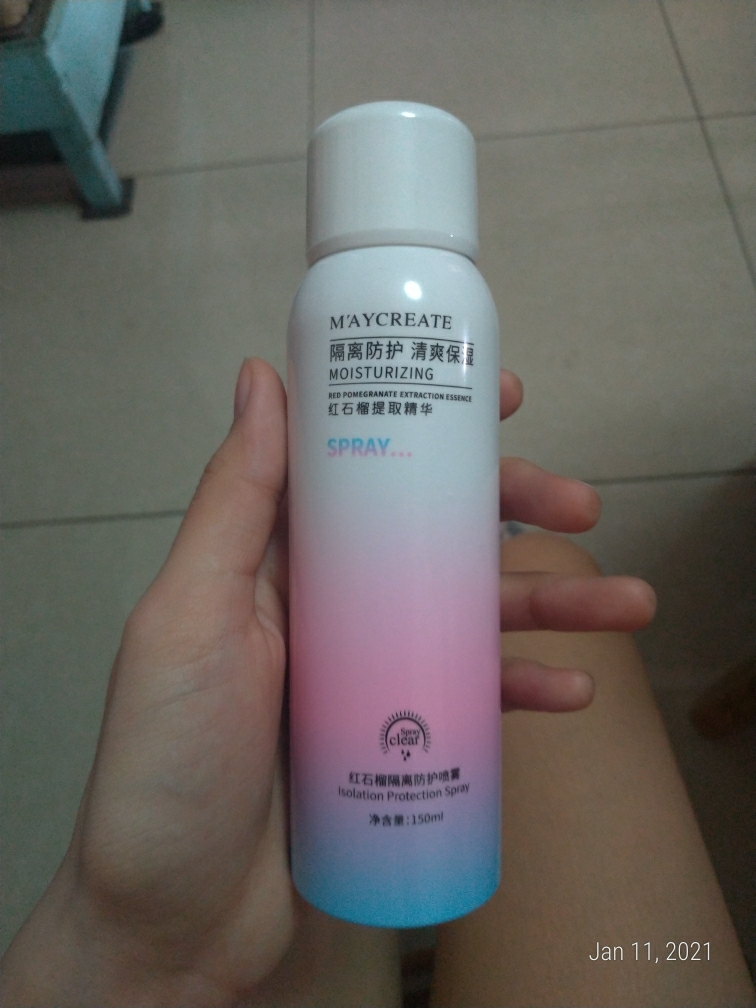 M'AYCREATE
隔离防护 清爽保湿
MOISTURIZING
RED POMEGRANATE EXTRACTION ESSENCE
红石榴提取精华
SPRAY...
Spray
clear
红石榴隔离防护喷雾
Isolation Protection Spray
净含量:150ml
Jan 11, 2021